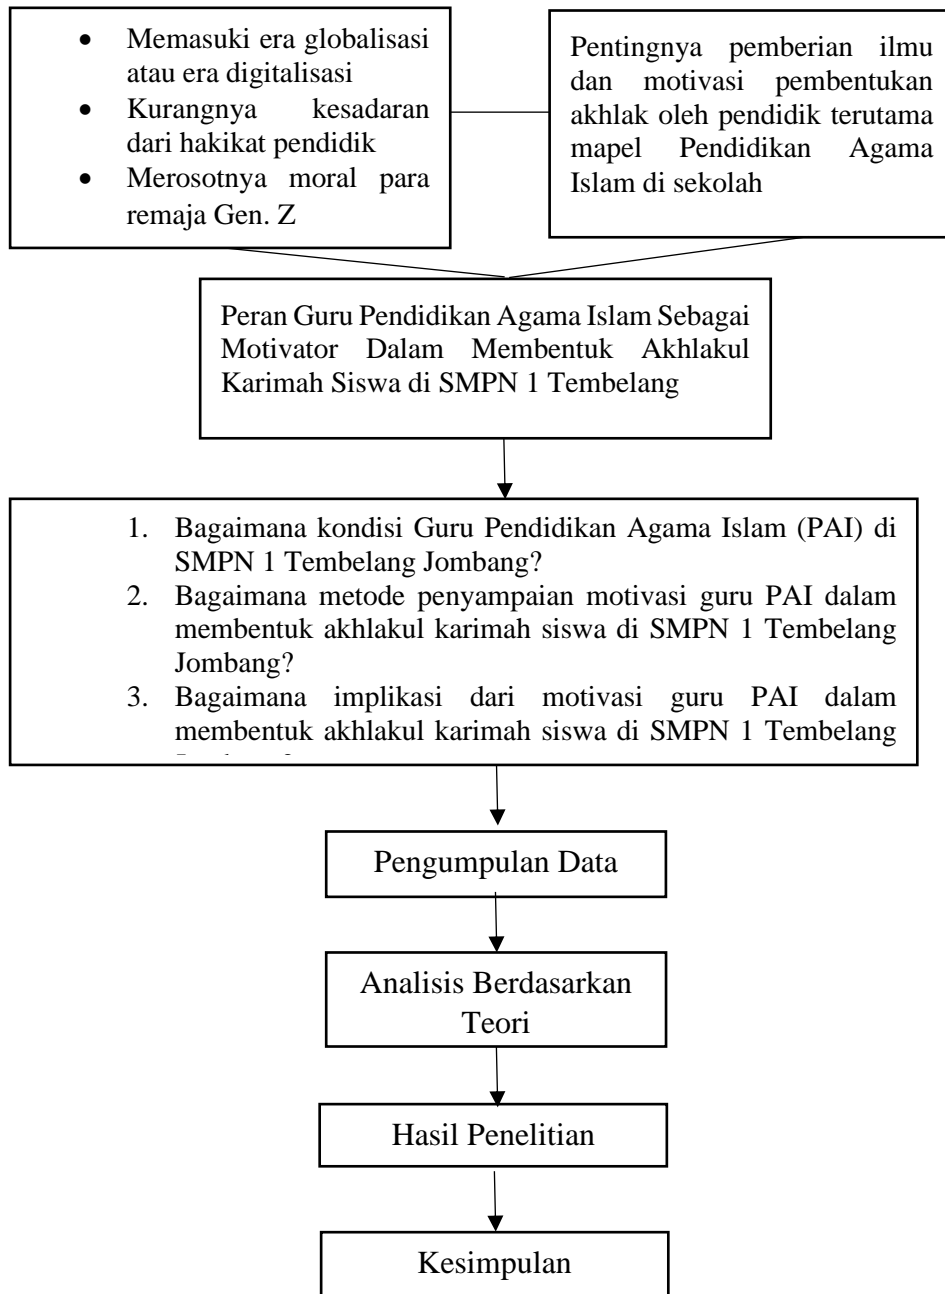 • Memasuki era globalisasi
atau era digitalisasi
• Kurangnya kesadaran
dari hakikat pendidik
• Merosotnya moral para
remaja Gen. Z
Pentingnya pemberian ilmu
dan motivasi pembentukan
akhlak oleh pendidik terutama
mapel Pendidikan Agama
Islam di sekolah
Peran Guru Pendidikan Agama Islam Sebagai
Motivator Dalam Membentuk Akhlakul
Karimah Siswa di SMPN 1 Tembelang
1. Bagaimana kondisi Guru Pendidikan Agama Islam (PAI) di
SMPN 1 Tembelang Jombang?
2. Bagaimana metode penyampaian motivasi guru PAI dalam
membentuk akhlakul karimah siswa di SMPN 1 Tembelang
Jombang?
3. Bagaimana implikasi dari motivasi guru PAI dalam
membentuk akhlakul karimah siswa di SMPN 1 Tembelang
Pengumpulan Data
Analisis Berdasarkan
Teori
Hasil Penelitian
Kesimpulan